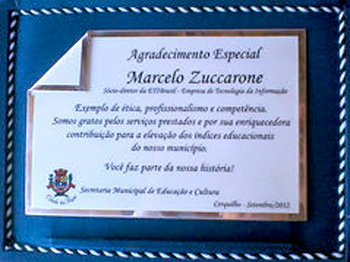 Agradecimento Especial
Marcelo Zuccarone
Sócio-diretor da ETIBrasil - Empresa de Tecnologia da Informação
Exemplo de ética, profissionalismo e competência.
Somos gratos pelos serviços prestados e por sua enriquecedora
contribuição para a elevação dos índices educacionais
do nosso município.
Você faz parte da nossa história!
Secretaria Municipal de Educação e Cultura
Cerquilho - Setembro/2012